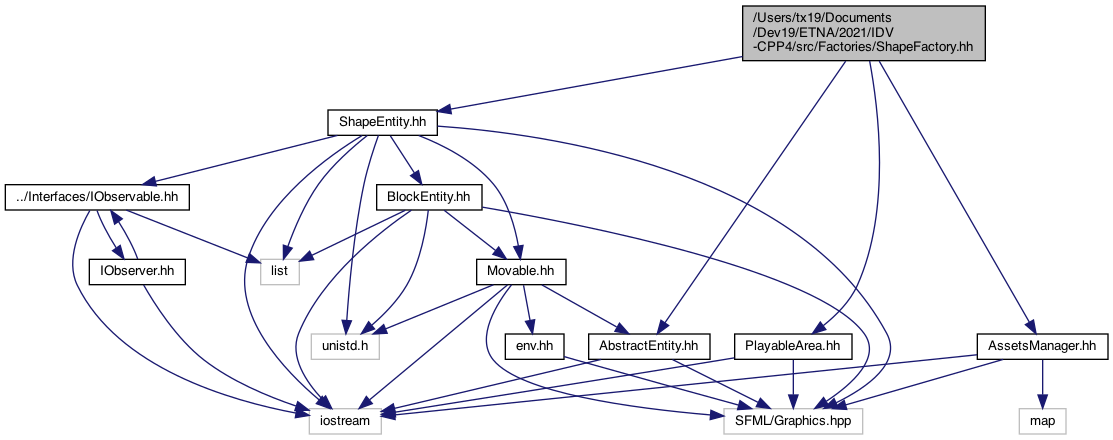 /Users/tx19/Documents
/Dev19/ETNA/2021/IDV
-CPP4/src/Factories/ShapeFactory.hh
ShapeEntity.hh
../Interfaces/IObservable.hh
BlockEntity.hh
IObserver.hh
list
Movable.hh
unistd.h
env.hh
AbstractEntity.hh
PlayableArea.hh
AssetsManager.hh
iostream
SFML/Graphics.hpp
map